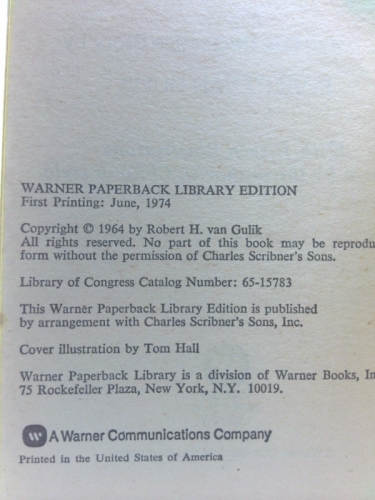 WARNER PAPERBACK LIBRARY EDITION
First Printing: June, 1974
Copyright © 1964 by Robert H. van Gulik
All rights reserved. No part of this book may be reprodu
form without the permission of Charles Scribner's Sons.
Library of Congress Catalog Number: 65-15783
This Warner Paperback Library Edition is published
by arrangement with Charles Scribner's Sons, Inc.
Cover illustration by Tom Hall
Warner Paperback Library is a division of Warner Books, In
75 Rockefeller Plaza, New York, N.Y. 10019.
A Warner Communications Company
Printed in the United States of America